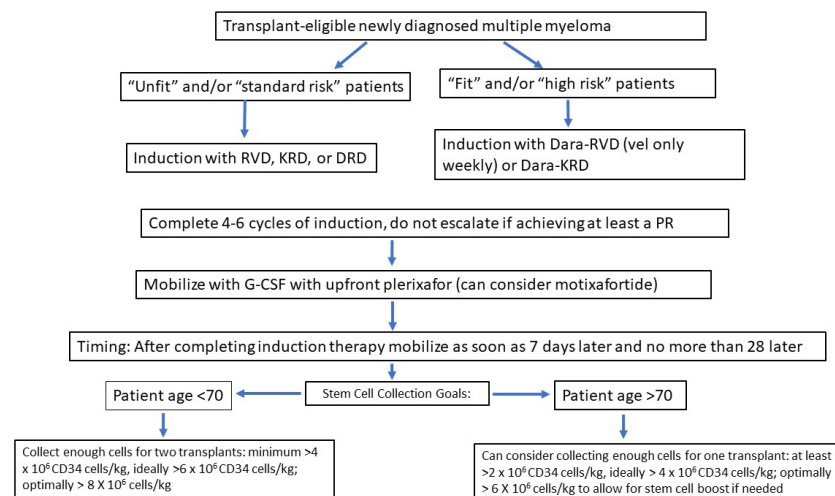 Transplant-eligible newly diagnosed multiple myeloma
“Unfit” and/or “standard risk” patients
“Fit” and/or “high risk” patients
Induction with RVD, KRD, or DRD
Induction with Dara-RVD (vel only
weekly) or Dara-KRD
Complete 4-6 cycles of induction, do not escalate if achieving at least a PR
Mobilize with G-CSF with upfront plerixafor (can consider motixafortide)
Timing: After completing induction therapy mobilize as soon as 7 days later and no more than 28 later
Patient age <70
Stem Cell Collection Goals:
Patient age >70
Collect enough cells for two transplants: minimum >4
x 10⁶ CD34 cells/kg, ideally >6 x 10⁶ CD34 cells/kg;
optimally > 8 X 10⁶ cells/kg
Can consider collecting enough cells for one transplant: at least
>2 x 10⁶ CD34 cells/kg, ideally > 4 x 10⁶ CD34 cells/kg; optimally
> 6 X 10⁶ cells/kg to allow for stem cell boost if needed